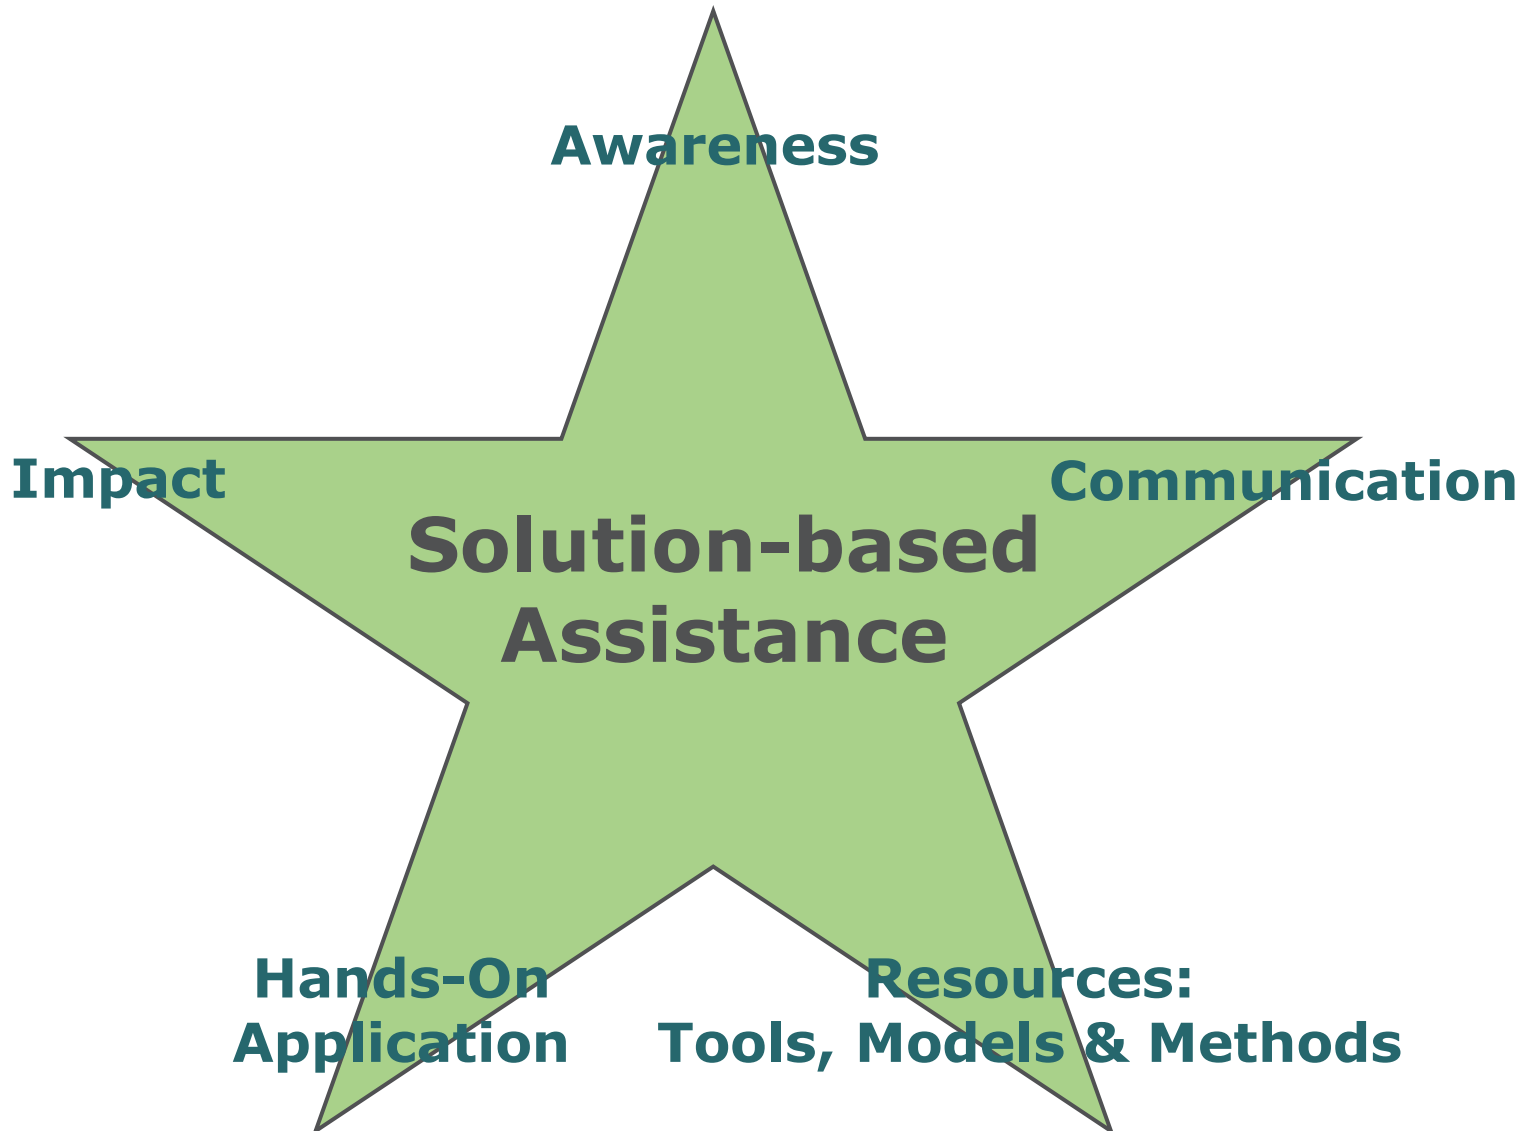 Awareness
Impact
Communication
Solution-based
Assistance
Hands-On
Application
Resources:
Tools, Models & Methods